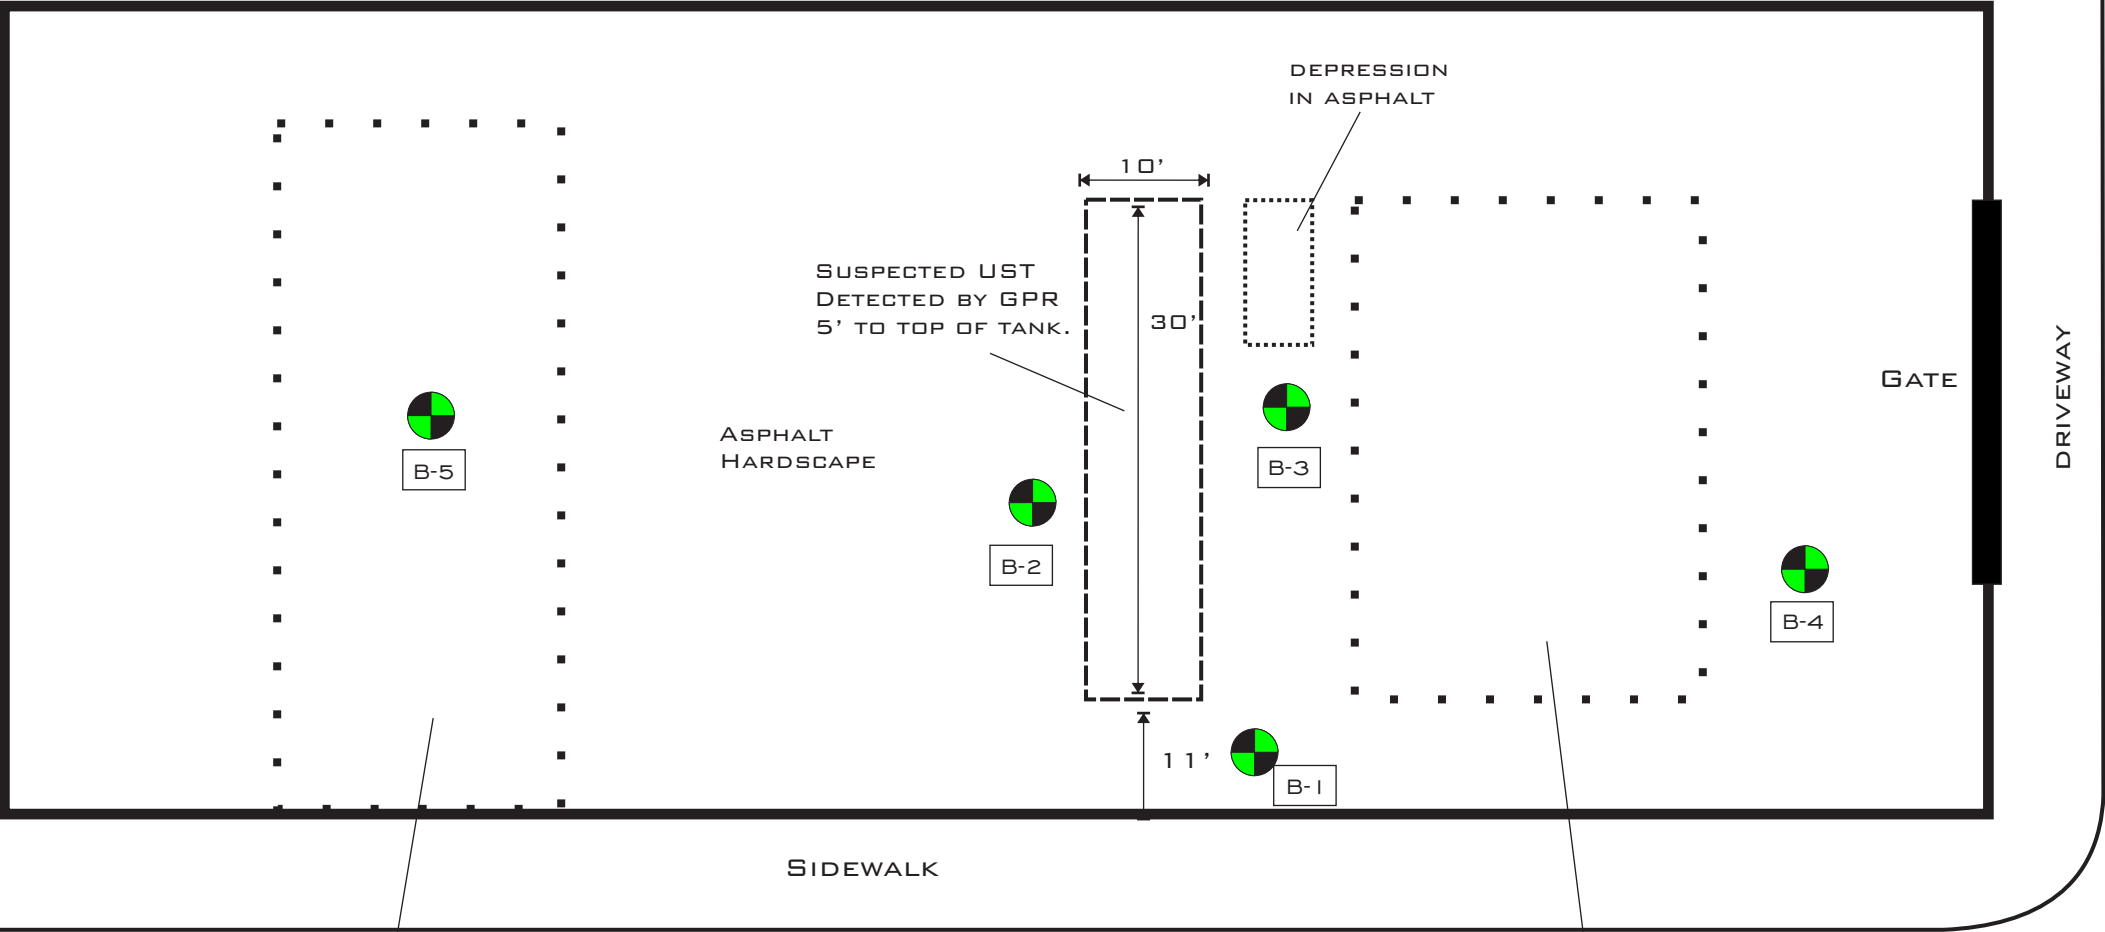 DEPRESSION
IN ASPHALT
10'
SUSPECTED UST
DETECTED BY GPR
5' TO TOP OF TANK.
30'
GATE
DRIVEWAY
ASPHALT
HARDSCAPE
B-5
B-3
B-2
B-4
11'
B-1
SIDEWALK